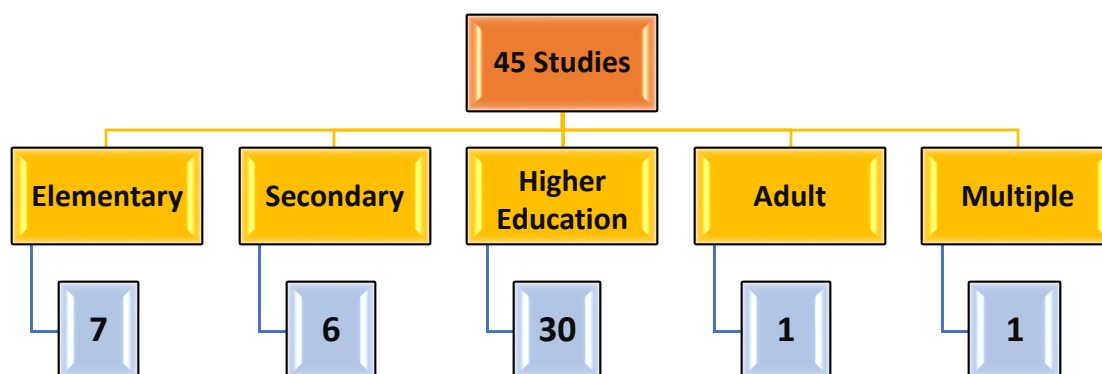 45 Studies
Elementary
Secondary
Higher
Education
Adult
Multiple
7
6
30
1
1